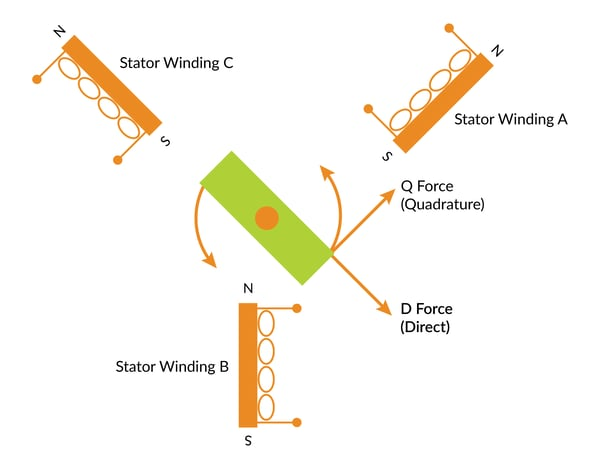 N
Stator Winding C
S
N
Stator Winding A
S
Q Force
(Quadrature)
D Force
(Direct)
N
Stator Winding B
S